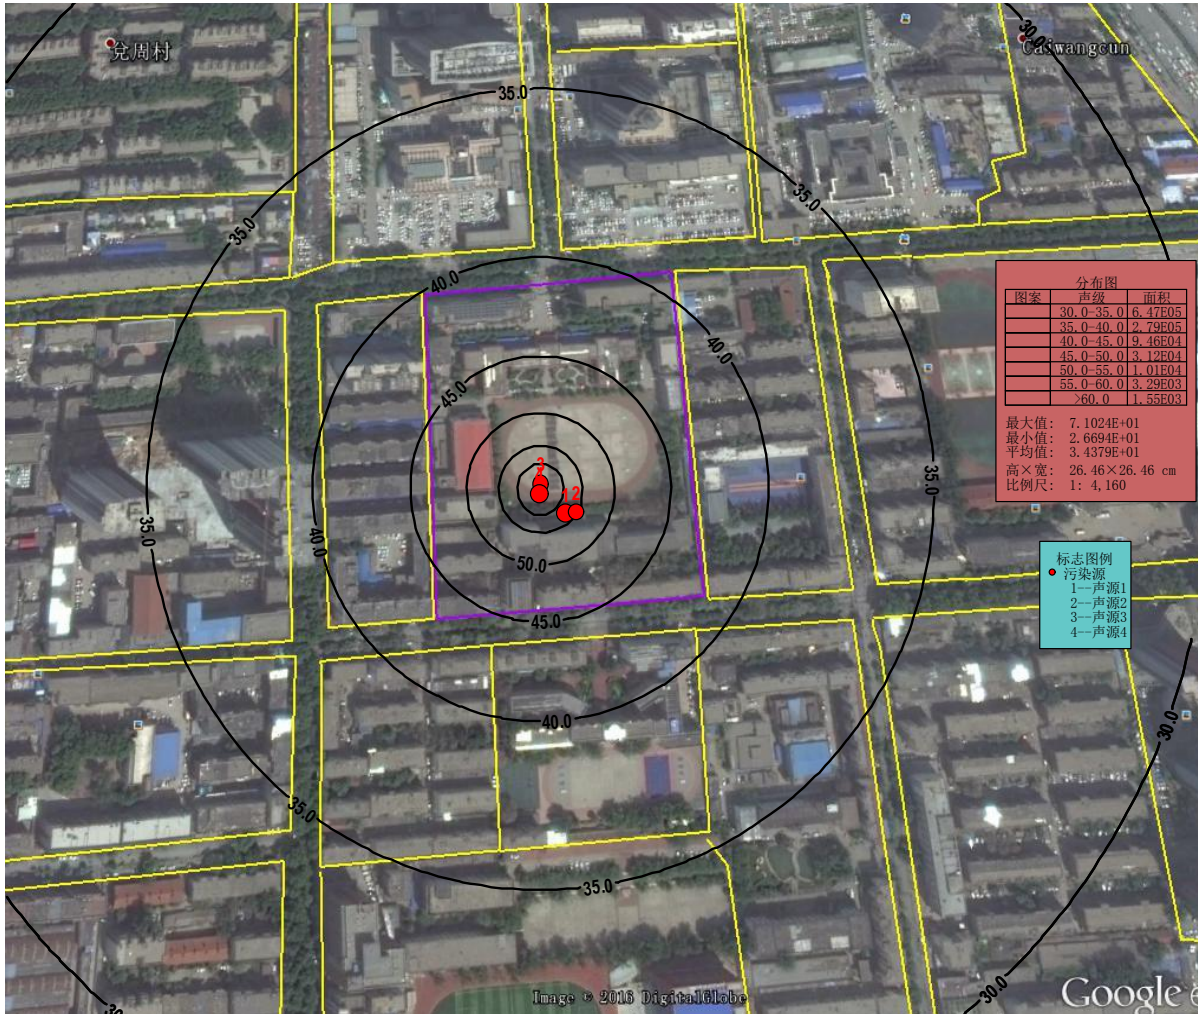 兑周村
35.0
30.0
Caiwangcun
35.0
35.0
40.0
40.0
45.0
分布图
图案 声级 面积
30.0-35.0 6.47E05
35.0-40.0 2.79E05
40.0-45.0 9.46E04
45.0-50.0 3.12E04
50.0-55.0 1.01E04
55.0-60.0 3.29E03
>60.0 1.55E03
最大值: 7.1024E+01
最小值: 2.6694E+01
平均值: 3.4379E+01
高×宽: 26.46×26.46 cm
比例尺: 1: 4,160
3
1 2
35.0
35.0
40.0
50.0
45.0
标志图例
污染源
1--声源1
2--声源2
3--声源3
4--声源4
40.0
30.0
35.0
35.0
30.0
Image © 2016 DigitalGlobe
Google